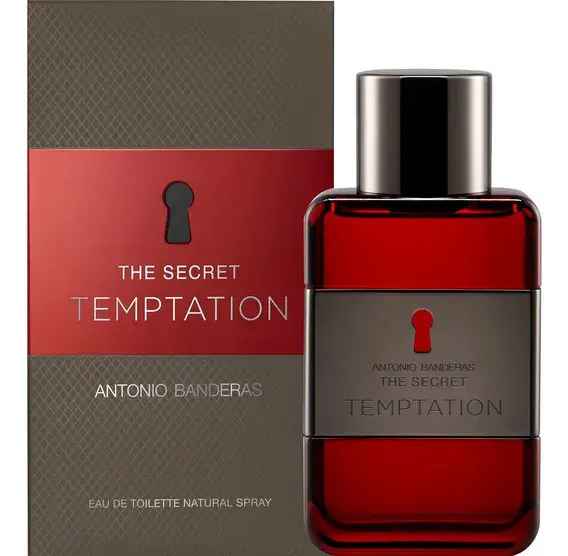 THE SECRET
TEMPTATION
ANTONIO BANDERAS
EAU DE TOILETTE NATURAL SPRAY
ANTONIO BANDERAS
THE SECRET
TEMPTATION